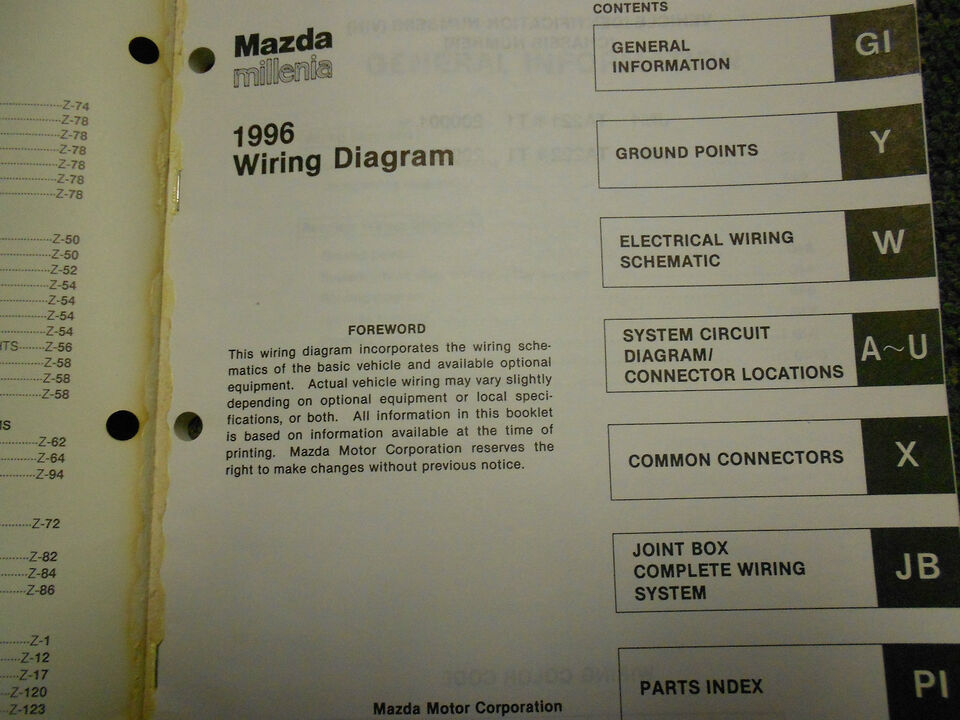 Z-74
Z-78
Z-78
Z-78
Z-78
Z-78
Z-78
Z-50
Z-50
Z-52
Z-54
Z-54
Z-54
Z-54
Z-56
Z-58
Z-58
Z-58
Z-62
Z-64
Z-94
Z-72
Z-82
Z-84
Z-86
Z-1
Z-12
Z-17
Z-120
Z-123
Mazda
millenia
1996
Wiring Diagram
FOREWORD
This wiring diagram incorporates the wiring sche-
matics of the basic vehicle and available optional
equipment. Actual vehicle wiring may vary slightly
depending on optional equipment or local speci-
fications, or both. All information in this booklet
is based on information available at the time of
printing. Mazda Motor Corporation reserves the
right to make changes without previous notice.
Mazda Motor Corporation
CONTENTS
GENERAL
INFORMATION
GI
GROUND POINTS
Y
ELECTRICAL WIRING
SCHEMATIC
W
SYSTEM CIRCUIT
DIAGRAM/
CONNECTOR LOCATIONS
A~U
COMMON CONNECTORS
X
JOINT BOX
COMPLETE WIRING
SYSTEM
JB
PARTS INDEX
PI